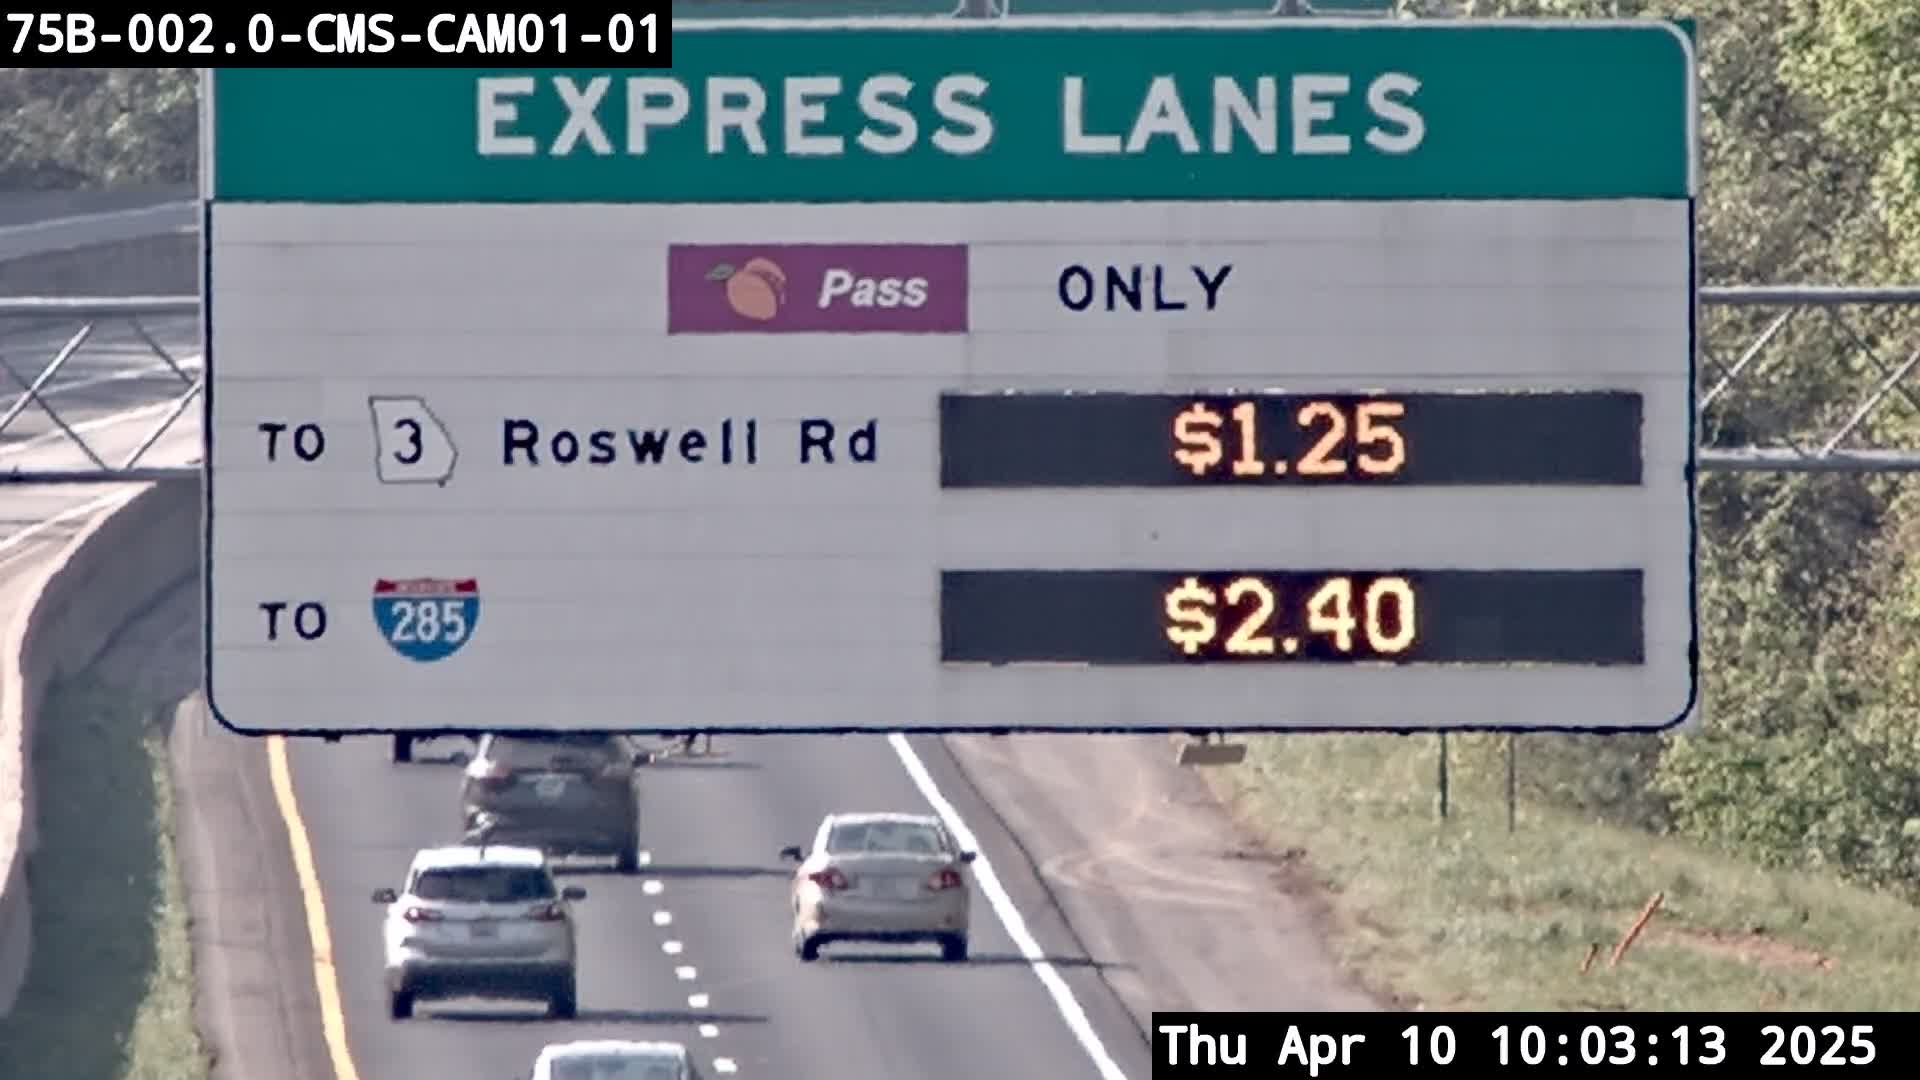 75B-002.0-CMS-CAM01-01
EXPRESS LANES
Pass ONLY
TO 3 Roswell Rd $1.25
TO 285 $2.40
Thu Apr 10 10:03:13 2025